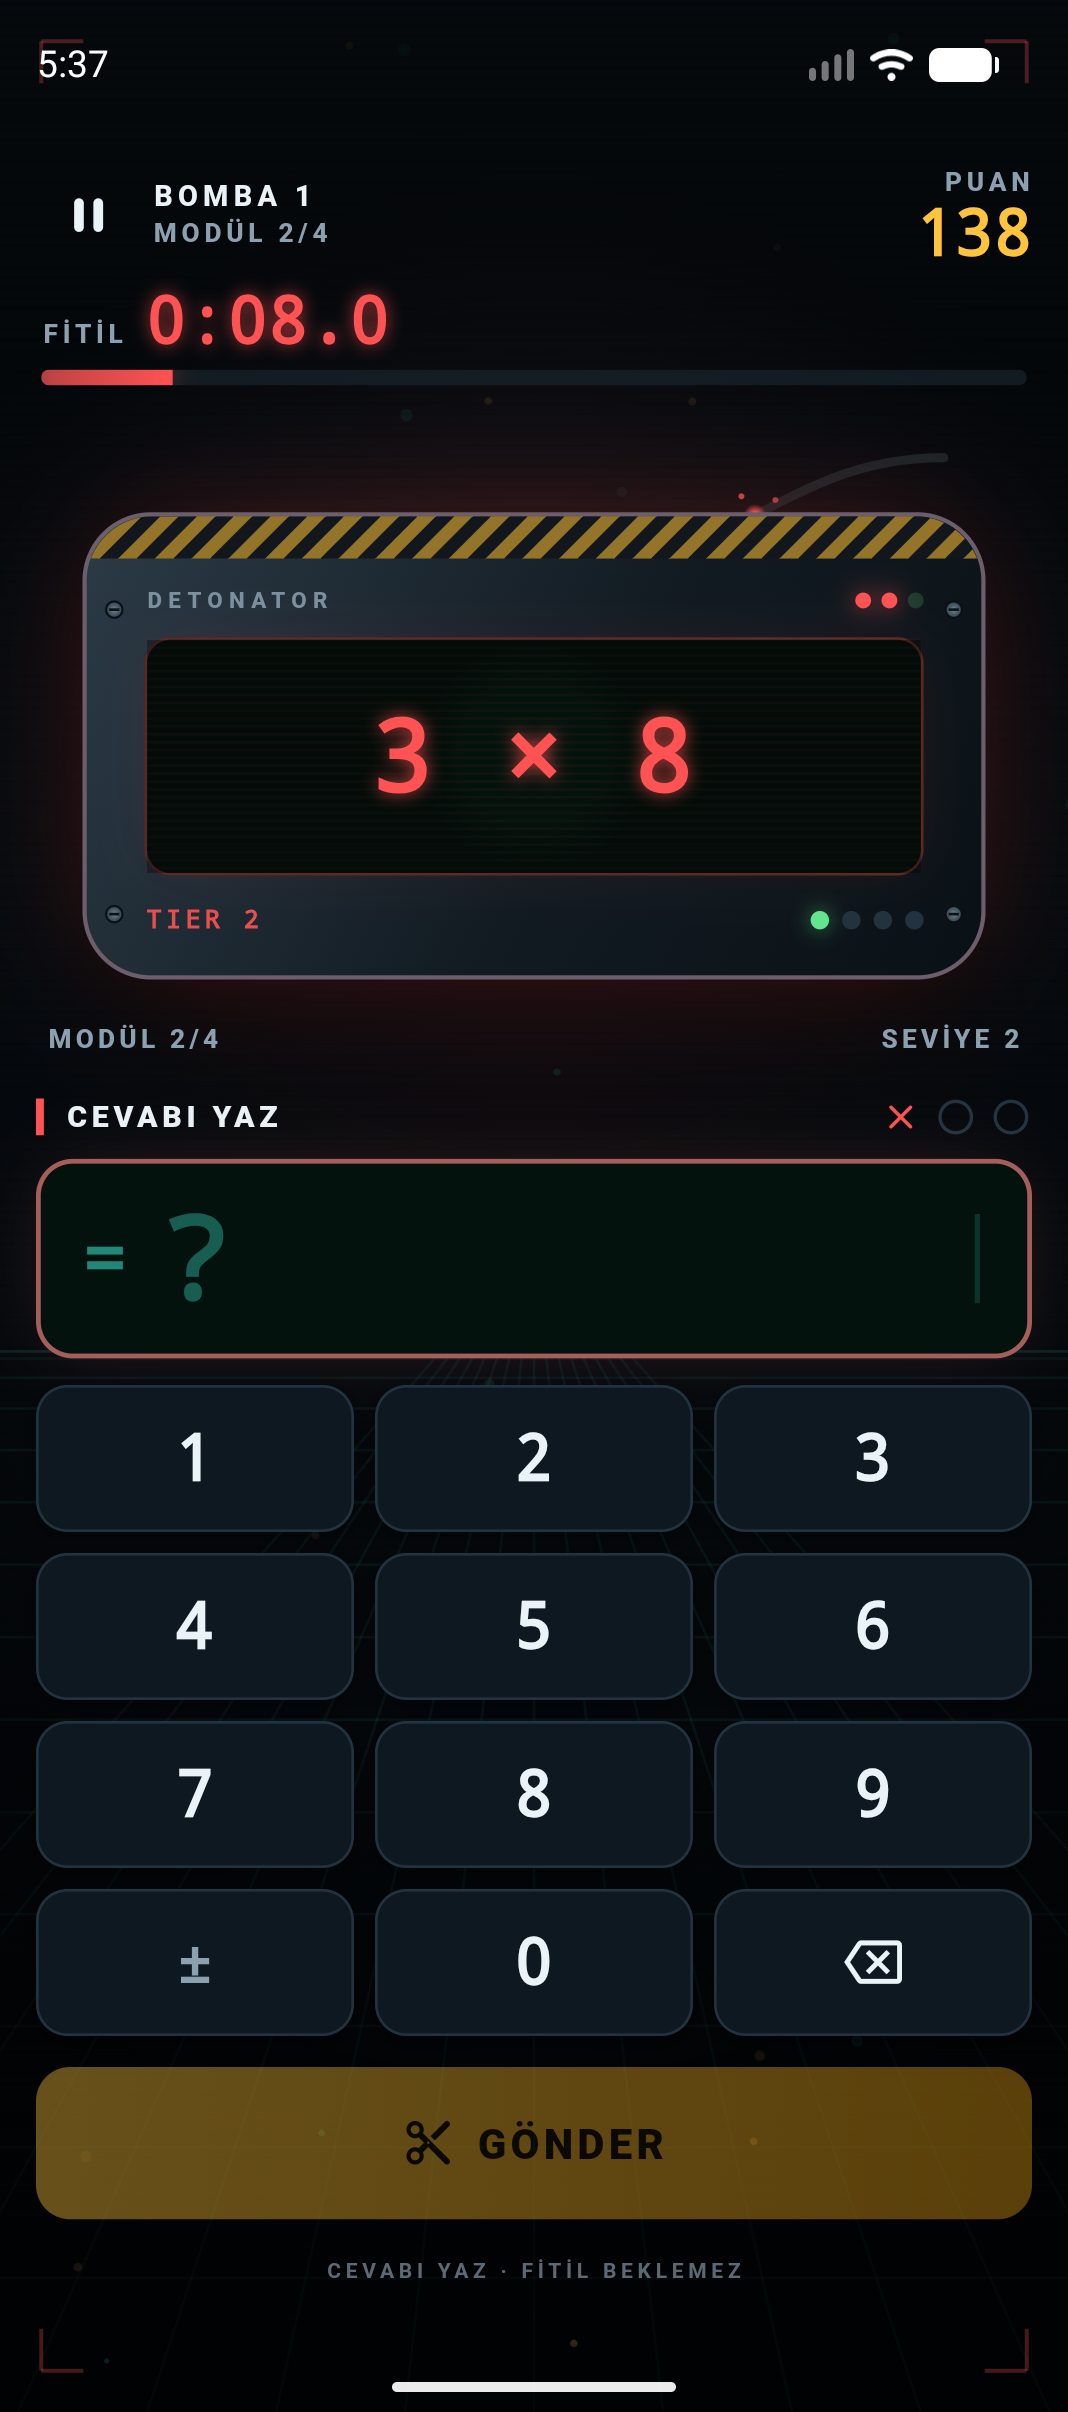 5:37
BOMBA 1
MODÜL 2/4
PUAN
138
FİTİL 0:08.0
DETONATOR
3 × 8
TIER 2
MODÜL 2/4
SEVİYE 2
CEVABI YAZ
= ?
1 2 3
4 5 6
7 8 9
± 0
GÖNDER
CEVABI YAZ · FİTİL BEKLEMEZ